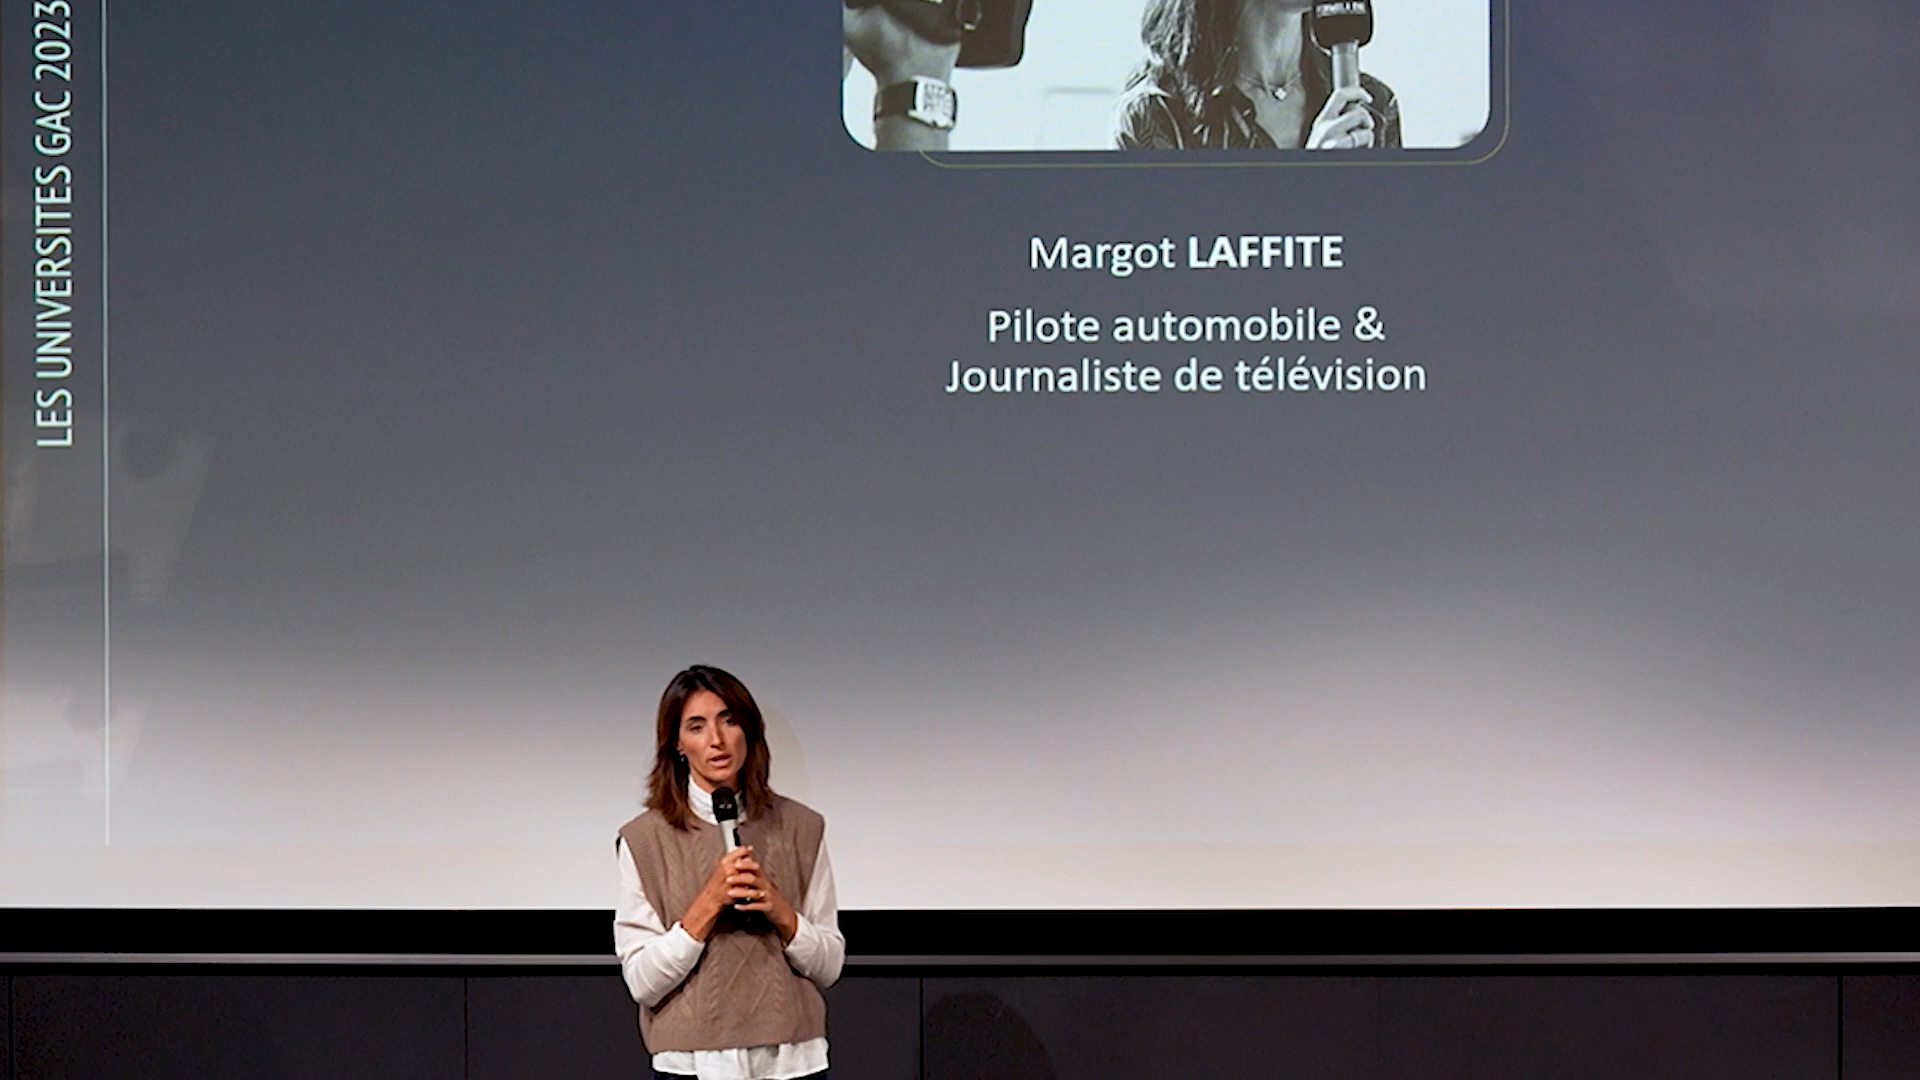 LES UNIVERSITES GAC 2023
Margot LAFFITE
Pilote automobile &
Journaliste de télévision